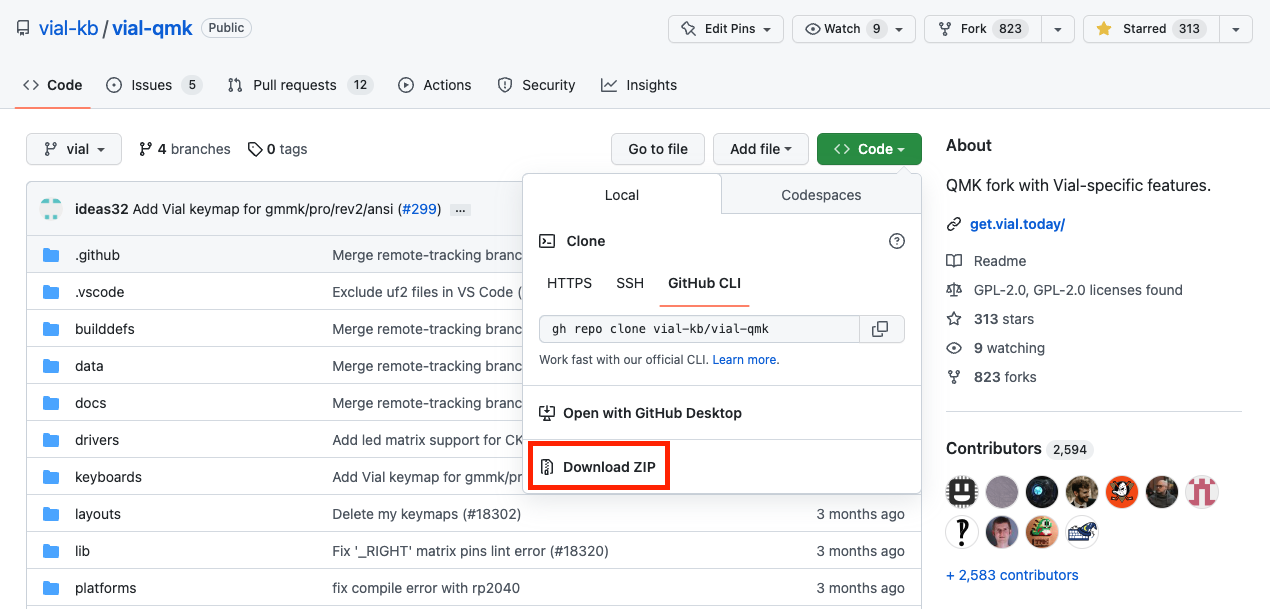 vial-kb / vial-qmk Public
Edit Pins Watch 9 Fork 823 Starred 313
Code Issues 5 Pull requests 12 Actions Security Insights
vial 4 branches 0 tags Go to file Add file Code
ideas32 Add Vial keymap for gmmk/pro/rev2/ansi (#299) ...
.github Merge remote-tracking branc
.vscode Exclude uf2 files in VS Code (
builddefs Merge remote-tracking branc
data Merge remote-tracking branc
docs Merge remote-tracking branc
drivers Add led matrix support for CK
keyboards Add Vial keymap for gmmk/pr
layouts Delete my keymaps (#18302) 3 months ago
lib Fix '_RIGHT' matrix pins lint error (#18320) 3 months ago
platforms fix compile error with rp2040 3 months ago
Local Codespaces
Clone
HTTPS SSH GitHub CLI
gh repo clone vial-kb/vial-qmk
Work fast with our official CLI. Learn more.
Open with GitHub Desktop
Download ZIP
About
QMK fork with Vial-specific features.
get.vial.today/
Readme
GPL-2.0, GPL-2.0 licenses found
313 stars
9 watching
823 forks
Contributors 2,594
+ 2,583 contributors